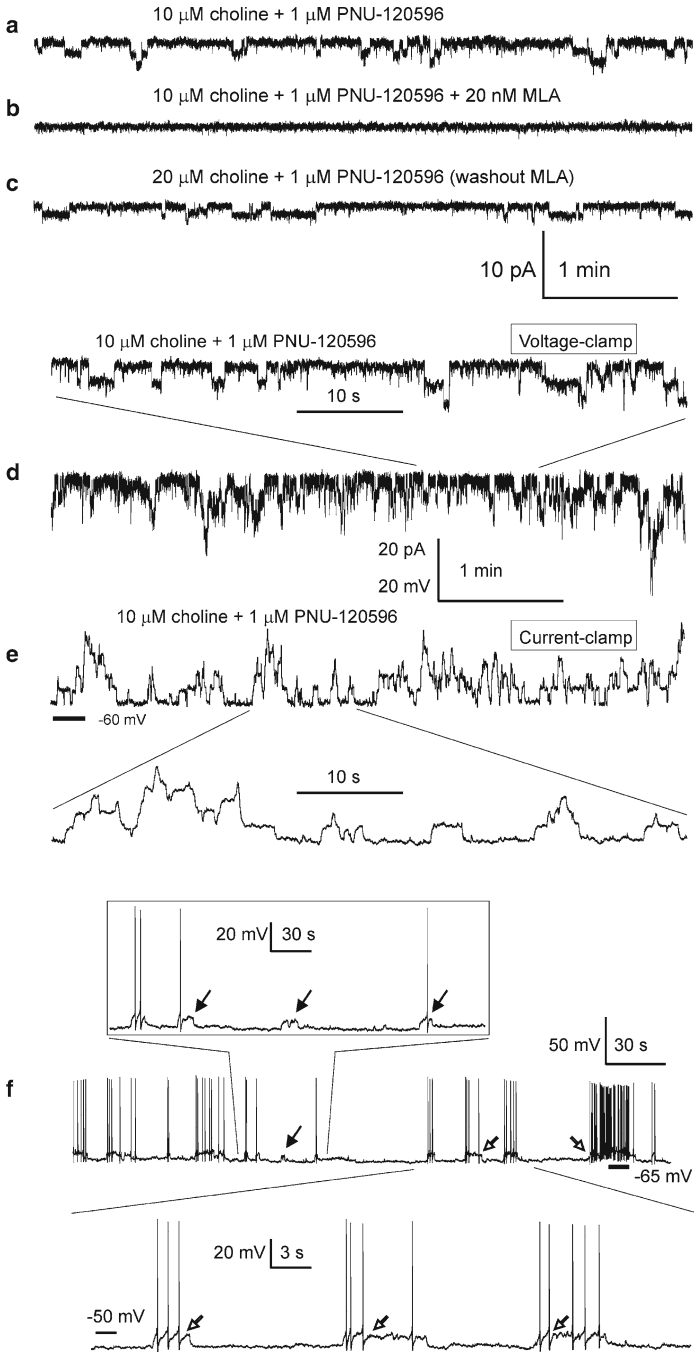 a
10 μM choline + 1 μM PNU-120596
b
10 μM choline + 1 μM PNU-120596 + 20 nM MLA
c
20 μM choline + 1 μM PNU-120596 (washout MLA)
10 pA 1 min
10 μM choline + 1 μM PNU-120596
Voltage-clamp
10 s
d
20 pA
20 mV
1 min
10 μM choline + 1 μM PNU-120596
Current-clamp
e
-60 mV
10 s
20 mV 30 s
50 mV 30 s
f
-65 mV
20 mV 3 s
-50 mV